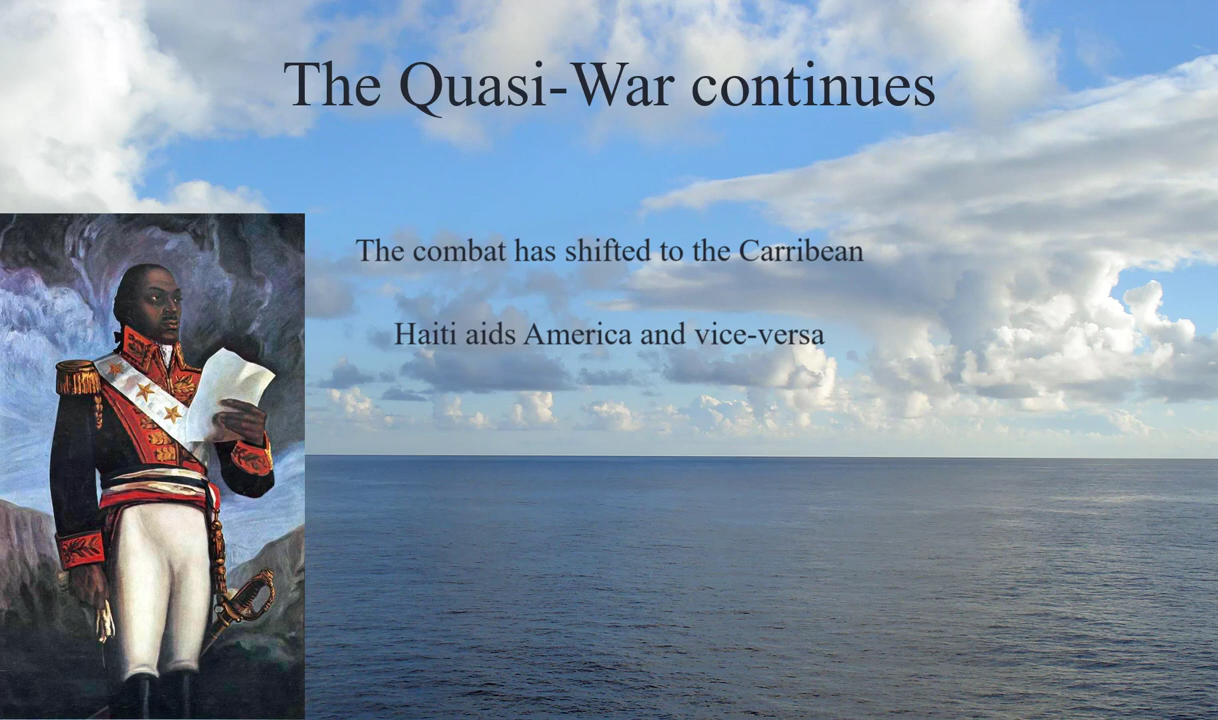 The Quasi-War continues
The combat has shifted to the Carribean
Haiti aids America and vice-versa